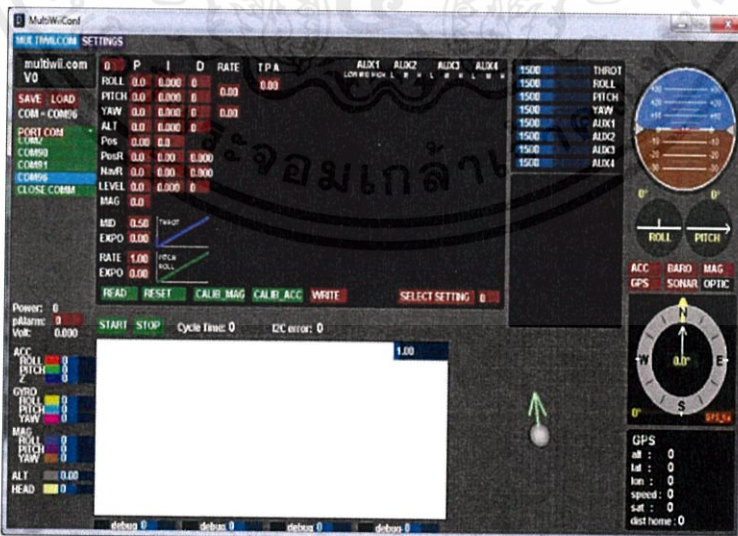 MultiWiiConf
MULTIWII.COM SETTINGS
multiwii.com
V0
SAVE LOAD
COM = COM96
PORT COM
COM2
COM90
COM91
COM96
CLOSE COMM
0 P I D RATE T P A
ROLL 0.0 0.000 0 0.00 0.00
PITCH 0.0 0.000 0
YAW 0.0 0.000 0 0.00
ALT 0.0 0.000 0
Pos 0.00 0.0
PosR 0.0 0.00 0.000
NavR 0.0 0.00 0.000
LEVEL 0.0 0.000 0
MAG 0.0
MID 0.50 THROT
EXPO 0.00
RATE 1.00 PITCH
EXPO 0.00 ROLL
READ RESET CALIB_MAG CALIB_ACC WRITE SELECT SETTING 0
AUX1 AUX2 AUX3 AUX4
LOW MID HIGH L M H L M H L M H
1500 THROT
1500 ROLL
1500 PITCH
1500 YAW
1500 AUX1
1500 AUX2
1500 AUX3
1500 AUX4
0° 0°
ROLL PITCH
ACC BARO MAG
GPS SONAR OPTIC
N
W 0.0° E
S
0° GPS_fix
GPS
alt : 0
lat : 0
lon : 0
speed : 0
sat : 0
dist home : 0
Power: 0
pAlarm: 0
Volt: 0.000
START STOP Cycle Time: 0 I2C error: 0
1.00
ACC
ROLL 0
PITCH 0
Z 0
GYRO
ROLL 0
PITCH 0
YAW 0
MAG
ROLL 0
PITCH 0
YAW 0
ALT 0.00
HEAD 0
debug 0 debug 0 debug 0 debug 0